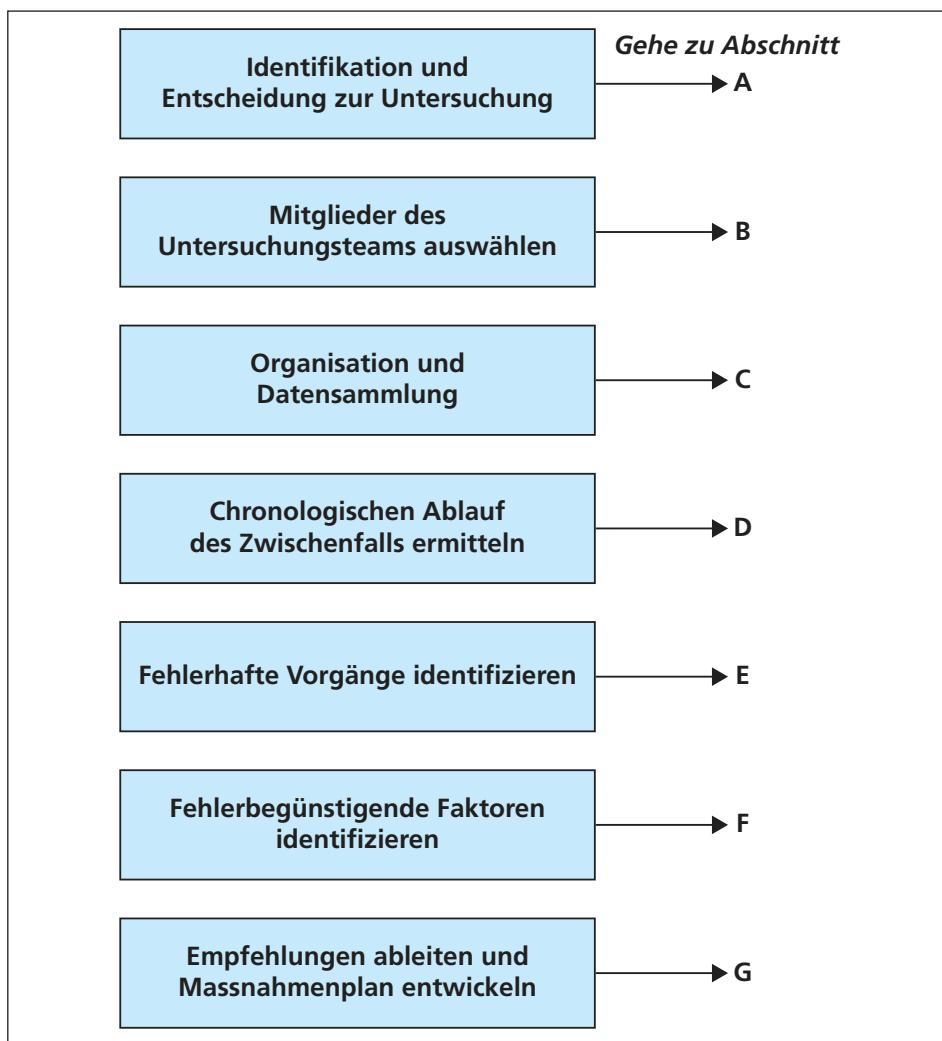 Gehe zu Abschnitt
Identifikation und
Entscheidung zur Untersuchung
A
Mitglieder des
Untersuchungsteams auswählen
B
Organisation und
Datensammlung
C
Chronologischen Ablauf
des Zwischenfalls ermitteln
D
Fehlerhafte Vorgänge identifizieren
E
Fehlerbegünstigende Faktoren
identifizieren
F
Empfehlungen ableiten und
Massnahmenplan entwickeln
G